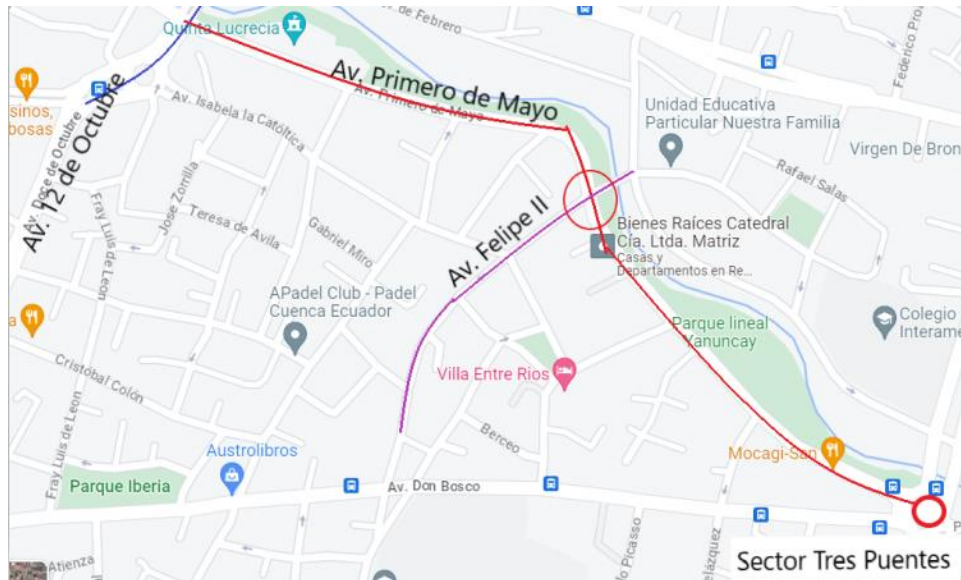 de Febrero
Quinta Lucrecia
Federico Pro
sinos,
bosas
Av. Primero de Mayo
Av. Primero de Mayo
Av. Isabela la Católtica
Unidad Educativa
Particular Nuestra Familia
Virgen De Bron
Rafael Salas
Av. 12 de Octubre
Av. Doce de Octubre
Fray Luis de Leon
Jose Zorrilla
Teresa de Avila
Gabriel Miro
Av. Felipe II
Bienes Raíces Catedral
Cía. Ltda. Matriz
Casas y
Departamentos en Re...
APadel Club - Padel
Cuenca Ecuador
a
Parque lineal
Yanuncay
Colegio
Interame
Cristóbal Colón
Villa Entre Rios
Berceo
Mocagi-San
Austrolibros
Fray Luis de Leon
Parque Iberia
Av. Don Bosco
Atienza
o Picasso
elázquez
P
Sector Tres Puentes